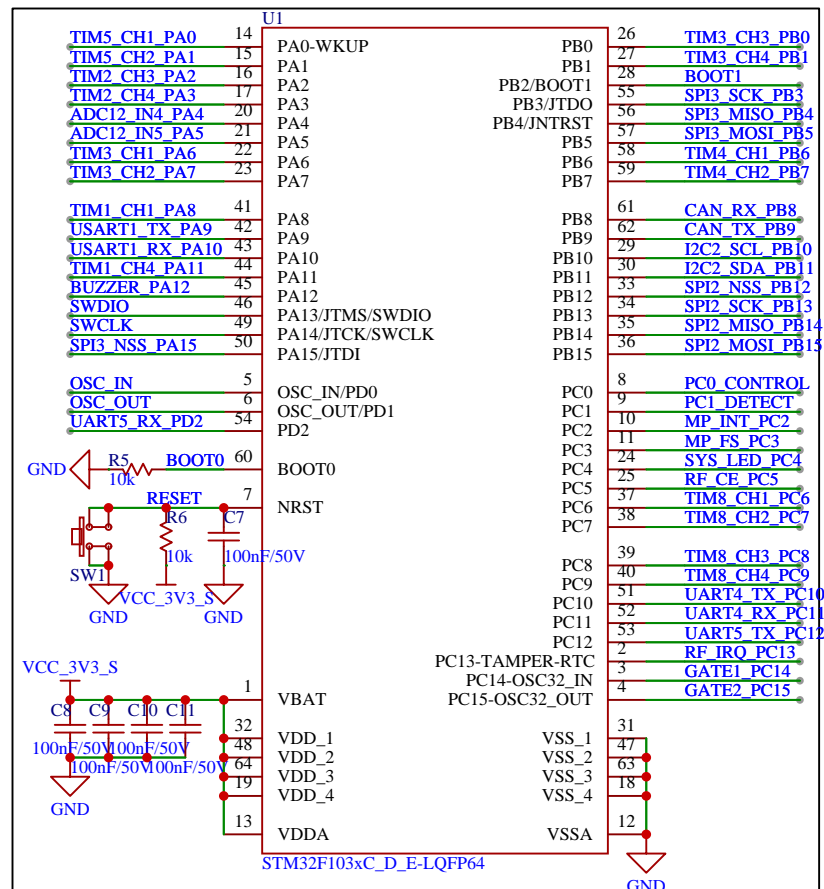 U1
TIM5_CH1_PA0 14 PA0-WKUP PB0 26 TIM3_CH3_PB0
TIM5_CH2_PA1 15 PA1 PB1 27 TIM3_CH4_PB1
TIM2_CH3_PA2 16 PA2 PB2/BOOT1 28 BOOT1
TIM2_CH4_PA3 17 PA3 PB3/JTDO 55 SPI3_SCK_PB3
ADC12_IN4_PA4 20 PA4 PB4/JNTRST 56 SPI3_MISO_PB4
ADC12_IN5_PA5 21 PA5 PB5 57 SPI3_MOSI_PB5
TIM3_CH1_PA6 22 PA6 PB6 58 TIM4_CH1_PB6
TIM3_CH2_PA7 23 PA7 PB7 59 TIM4_CH2_PB7
TIM1_CH1_PA8 41 PA8 PB8 61 CAN_RX_PB8
USART1_TX_PA9 42 PA9 PB9 62 CAN_TX_PB9
USART1_RX_PA10 43 PA10 PB10 29 I2C2_SCL_PB10
TIM1_CH4_PA11 44 PA11 PB11 30 I2C2_SDA_PB11
BUZZER_PA12 45 PA12 PB12 33 SPI2_NSS_PB12
SWDIO 46 PA13/JTMS/SWDIO PB13 34 SPI2_SCK_PB13
SWCLK 49 PA14/JTCK/SWCLK PB14 35 SPI2_MISO_PB14
SPI3_NSS_PA15 50 PA15/JTDI PB15 36 SPI2_MOSI_PB15
OSC_IN 5 OSC_IN/PD0 PC0 8 PC0_CONTROL
OSC_OUT 6 OSC_OUT/PD1 PC1 9 PC1_DETECT
UART5_RX_PD2 54 PD2 PC2 10 MP_INT_PC2
PC3 11 MP_FS_PC3
GND R5 10k BOOT0 60 BOOT0 PC4 24 SYS_LED_PC4
PC5 25 RF_CE_PC5
RESET 7 NRST PC6 37 TIM8_CH1_PC6
R6 C7 PC7 38 TIM8_CH2_PC7
10k 100nF/50V
SW1 PC8 39 TIM8_CH3_PC8
VCC_3V3_S PC9 40 TIM8_CH4_PC9
GND GND PC10 51 UART4_TX_PC10
PC11 52 UART4_RX_PC11
PC12 53 UART5_TX_PC12
PC13-TAMPER-RTC 2 RF_IRQ_PC13
VCC_3V3_S PC14-OSC32_IN 3 GATE1_PC14
1 VBAT PC15-OSC32_OUT 4 GATE2_PC15
C8 C9 C10 C11
32 VDD_1 VSS_1 31
100nF/50V 100nF/50V 48 VDD_2 VSS_2 47
100nF/50V 100nF/50V 64 VDD_3 VSS_3 63
19 VDD_4 VSS_4 18
GND
13 VDDA VSSA 12
STM32F103xC_D_E-LQFP64
GND